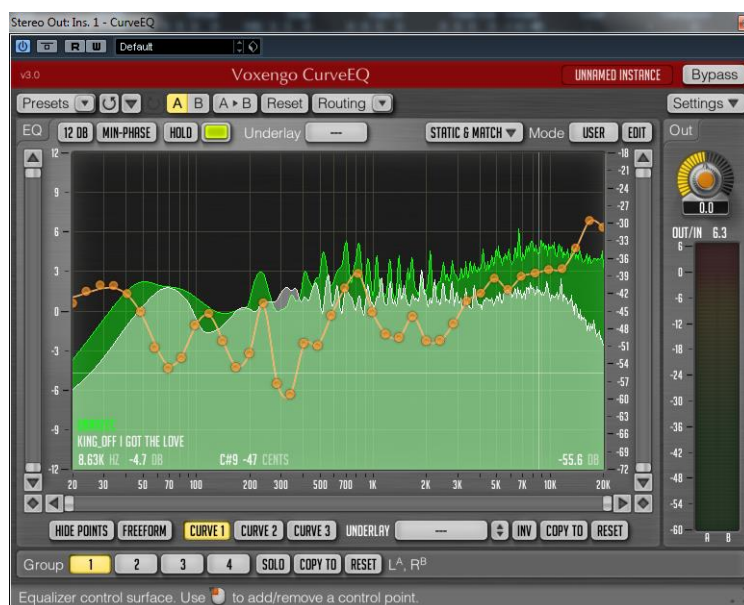 Stereo Out: Ins. 1 - CurveEQ
R W Default
v3.0 Voxengo CurveEQ UNNAMED INSTANCE Bypass
Presets A B A ▸ B Reset Routing Settings
EQ 12 DB MIN-PHASE HOLD Underlay --- STATIC & MATCH Mode USER EDIT Out
12 9 6 3 0 -3 -6 -9 -12
-18 -21 -24 -27 -30 -33 -36 -39 -42 -45 -48 -51 -54 -57 -60 -63 -66 -69 -72
0.0
OUT/IN 6.3
6 0 -6 -12 -18 -24 -30 -36 -42 -48 -54 -60
A B
KING_OFF I GOT THE LOVE
8.63K HZ -4.7 DB C#9 -47 CENTS -55.6 DB
20 30 50 70 100 200 300 500 700 1K 2K 3K 5K 7K 10K 20K
HIDE POINTS FREEFORM CURVE 1 CURVE 2 CURVE 3 UNDERLAY --- INV COPY TO RESET
Group 1 2 3 4 SOLO COPY TO RESET Lᴬ, Rᴮ
Equalizer control surface. Use to add/remove a control point.